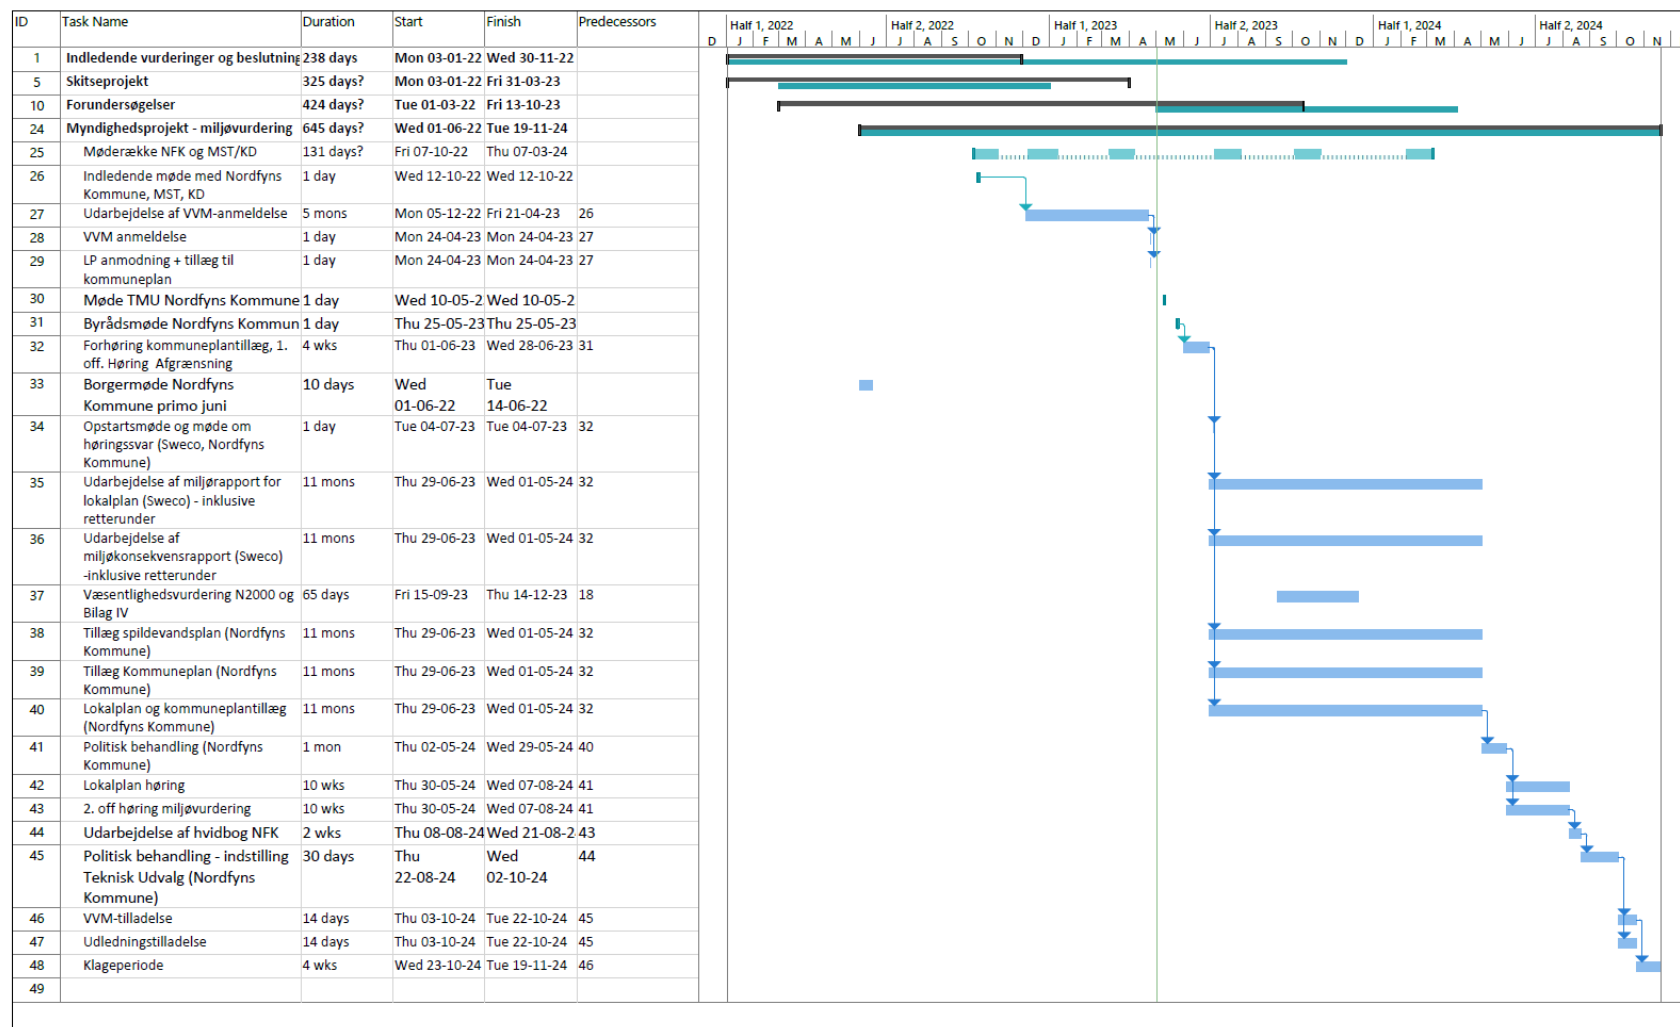 ID Task Name Duration Start Finish Predecessors
Half 1, 2022 Half 2, 2022 Half 1, 2023 Half 2, 2023 Half 1, 2024 Half 2, 2024
D J F M A M J J A S O N D J F M A M J J A S O N D J F M A M J J A S O N
1 Indledende vurderinger og beslutning 238 days Mon 03-01-22 Wed 30-11-22
5 Skitseprojekt 325 days? Mon 03-01-22 Fri 31-03-23
10 Forundersøgelser 424 days? Tue 01-03-22 Fri 13-10-23
24 Myndighedsprojekt - miljøvurdering 645 days? Wed 01-06-22 Tue 19-11-24
25 Møderække NFK og MST/KD 131 days? Fri 07-10-22 Thu 07-03-24
26 Indledende møde med Nordfyns 1 day Wed 12-10-22 Wed 12-10-22
Kommune, MST, KD
27 Udarbejdelse af VVM-anmeldelse 5 mons Mon 05-12-22 Fri 21-04-23 26
28 VVM anmeldelse 1 day Mon 24-04-23 Mon 24-04-23 27
29 LP anmodning + tillæg til 1 day Mon 24-04-23 Mon 24-04-23 27
kommuneplan
30 Møde TMU Nordfyns Kommune 1 day Wed 10-05-2 Wed 10-05-2
31 Byrådsmøde Nordfyns Kommun 1 day Thu 25-05-23 Thu 25-05-23
32 Forhøring kommuneplantillæg, 1. 4 wks Thu 01-06-23 Wed 28-06-23 31
off. Høring Afgrænsning
33 Borgermøde Nordfyns 10 days Wed Tue
Kommune primo juni 01-06-22 14-06-22
34 Opstartsmøde og møde om 1 day Tue 04-07-23 Tue 04-07-23 32
høringssvar (Sweco, Nordfyns
Kommune)
35 Udarbejdelse af miljørapport for 11 mons Thu 29-06-23 Wed 01-05-24 32
lokalplan (Sweco) - inklusive
retterunder
36 Udarbejdelse af 11 mons Thu 29-06-23 Wed 01-05-24 32
miljøkonsekvensrapport (Sweco)
-inklusive retterunder
37 Væsentlighedsvurdering N2000 og 65 days Fri 15-09-23 Thu 14-12-23 18
Bilag IV
38 Tillæg spildevandsplan (Nordfyns 11 mons Thu 29-06-23 Wed 01-05-24 32
Kommune)
39 Tillæg Kommuneplan (Nordfyns 11 mons Thu 29-06-23 Wed 01-05-24 32
Kommune)
40 Lokalplan og kommuneplantillæg 11 mons Thu 29-06-23 Wed 01-05-24 32
(Nordfyns Kommune)
41 Politisk behandling (Nordfyns 1 mon Thu 02-05-24 Wed 29-05-24 40
Kommune)
42 Lokalplan høring 10 wks Thu 30-05-24 Wed 07-08-24 41
43 2. off høring miljøvurdering 10 wks Thu 30-05-24 Wed 07-08-24 41
44 Udarbejdelse af hvidbog NFK 2 wks Thu 08-08-24 Wed 21-08-2 43
45 Politisk behandling - indstilling 30 days Thu Wed 44
Teknisk Udvalg (Nordfyns 22-08-24 02-10-24
Kommune)
46 VVM-tilladelse 14 days Thu 03-10-24 Tue 22-10-24 45
47 Udledningstilladelse 14 days Thu 03-10-24 Tue 22-10-24 45
48 Klageperiode 4 wks Wed 23-10-24 Tue 19-11-24 46
49